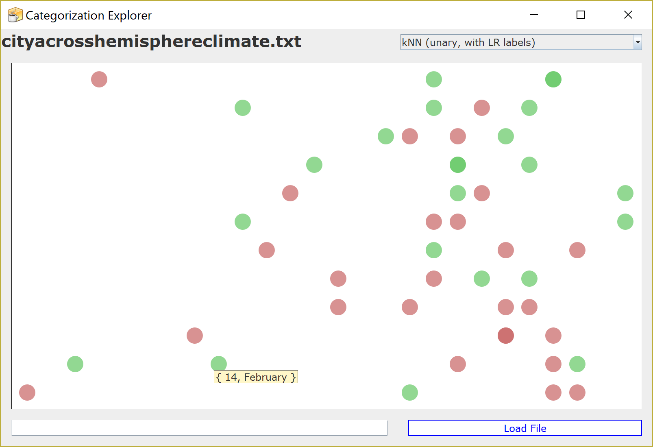 Categorization Explorer
cityacrosshemisphereclimate.txt
kNN (unary, with LR labels)
{ 14, February }
Load File